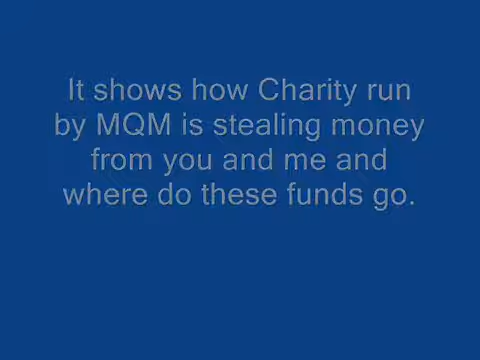 It shows how Charity run
by MQM is stealing money
from you and me and
where do these funds go.